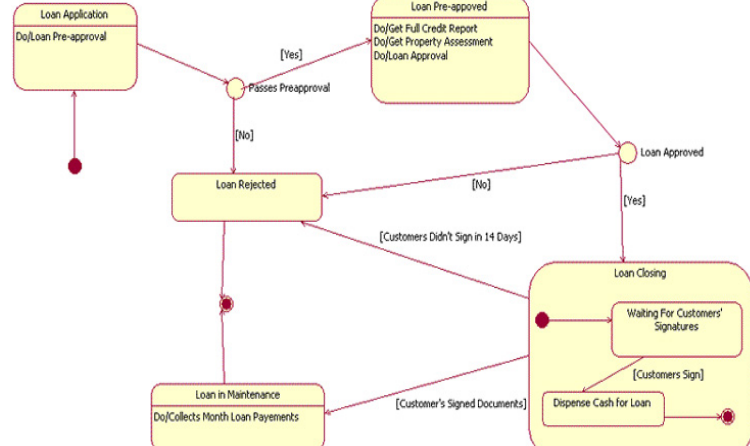 Loan Application
Do/Loan Pre-approval
Loan Pre-appoved
Do/Get Full Credit Report
Do/Get Property Assessment
Do/Loan Approval
[Yes]
Passes Preapproval
[No]
Loan Approved
Loan Rejected
[No]
[Yes]
[Customers Didn't Sign in 14 Days]
Loan Closing
Waiting For Customers'
Signatures
[Customers Sign]
Dispense Cash for Loan
Loan in Maintenance
Do/Collects Month Loan Payements
[Customer's Signed Documents]